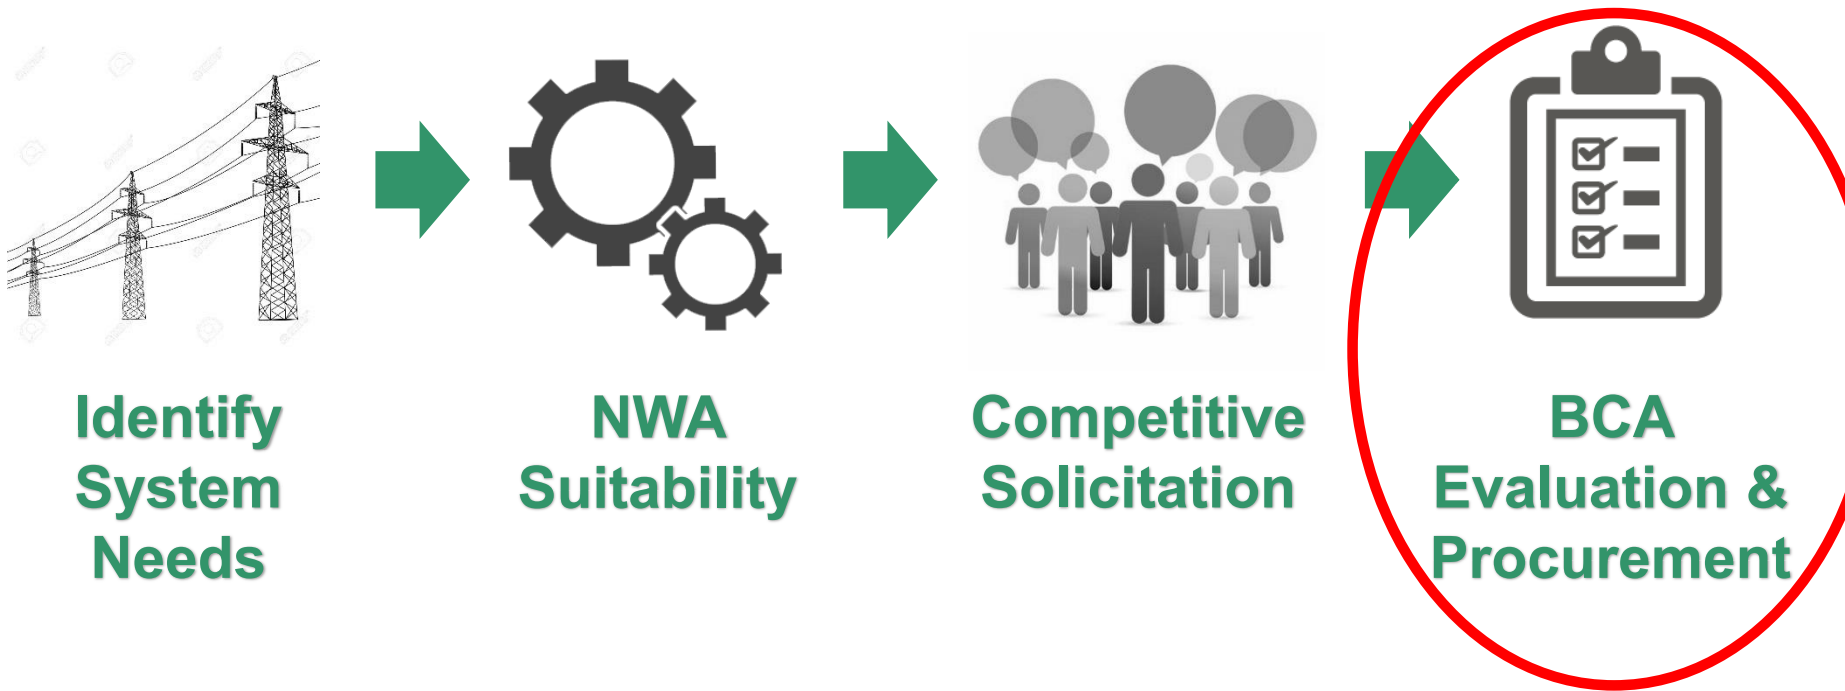 Identify
System
Needs
NWA
Suitability
Competitive
Solicitation
BCA
Evaluation &
Procurement